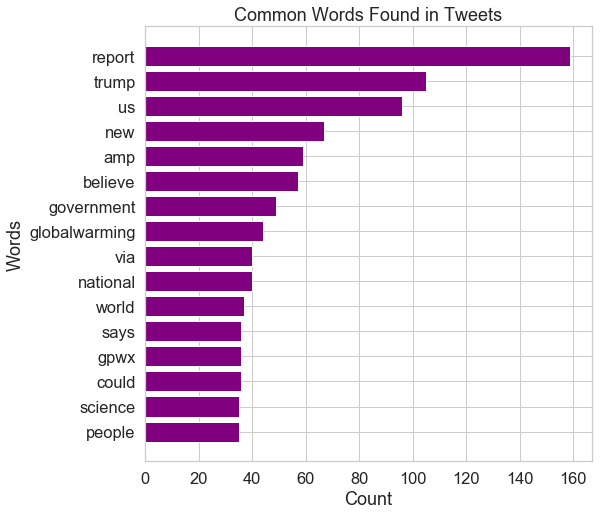 Common Words Found in Tweets
report
trump
us
new
amp
believe
government
globalwarming
via
national
world
says
gpwx
could
science
people
Words
0 20 40 60 80 100 120 140 160
Count